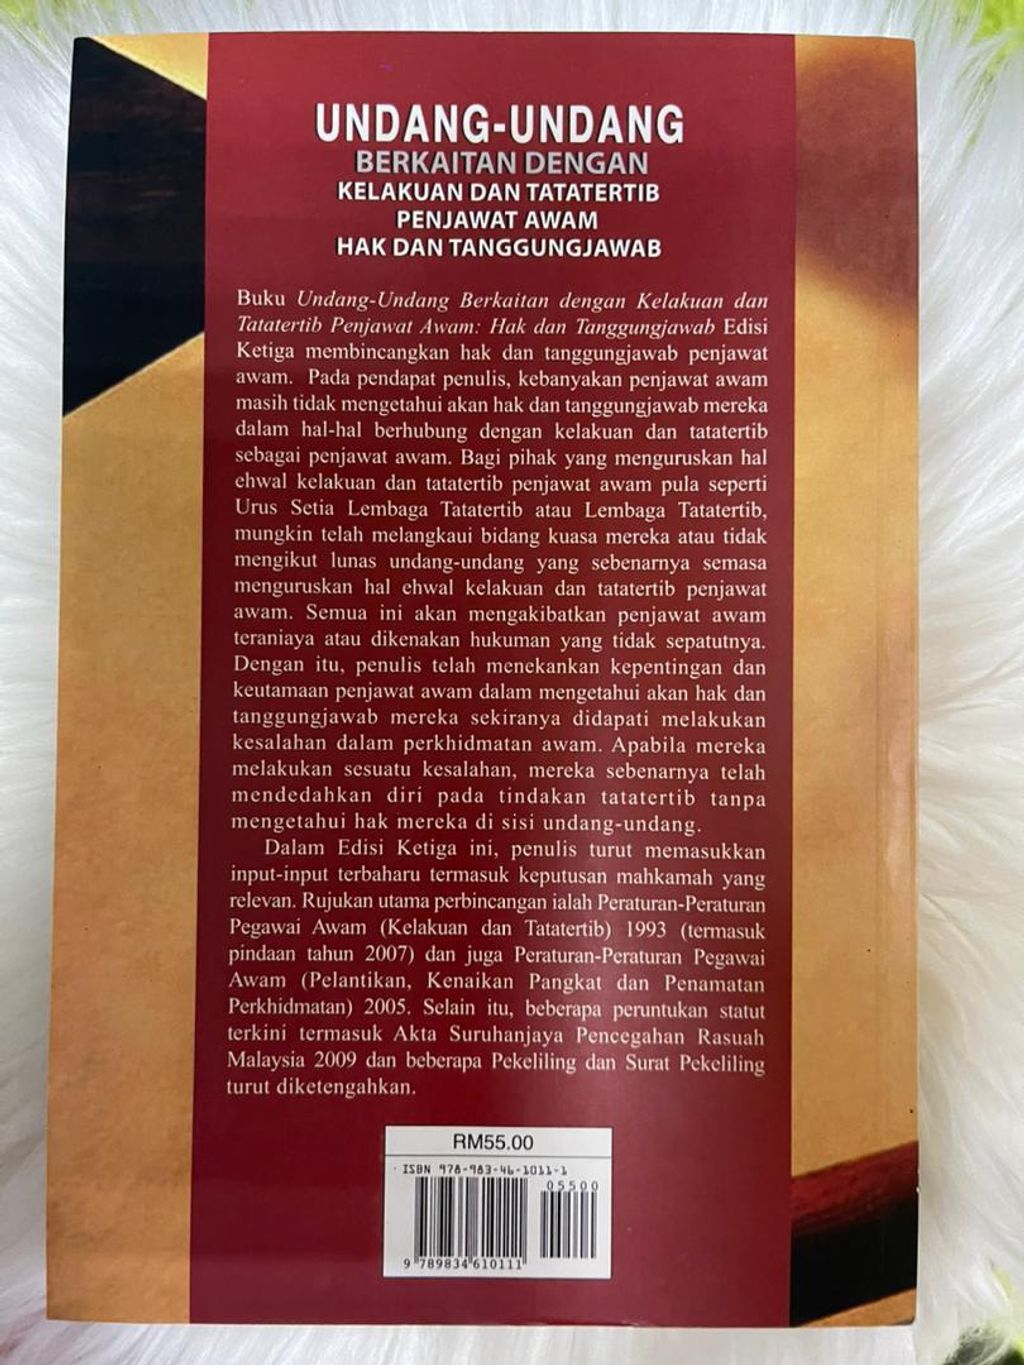 UNDANG-UNDANG
BERKAITAN DENGAN
KELAKUAN DAN TATATERTIB
PENJAWAT AWAM
HAK DAN TANGGUNGJAWAB
Buku Undang-Undang Berkaitan dengan Kelakuan dan
Tatatertib Penjawat Awam: Hak dan Tanggungjawab Edisi
Ketiga membincangkan hak dan tanggungjawab penjawat
awam. Pada pendapat penulis, kebanyakan penjawat awam
masih tidak mengetahui akan hak dan tanggungjawab mereka
dalam hal-hal berhubung dengan kelakuan dan tatatertib
sebagai penjawat awam. Bagi pihak yang menguruskan hal
ehwal kelakuan dan tatatertib penjawat awam pula seperti
Urus Setia Lembaga Tatatertib atau Lembaga Tatatertib,
mungkin telah melangkaui bidang kuasa mereka atau tidak
mengikut lunas undang-undang yang sebenarnya semasa
menguruskan hal ehwal kelakuan dan tatatertib penjawat
awam. Semua ini akan mengakibatkan penjawat awam
teraniaya atau dikenakan hukuman yang tidak sepatutnya.
Dengan itu, penulis telah menekankan kepentingan dan
keutamaan penjawat awam dalam mengetahui akan hak dan
tanggungjawab mereka sekiranya didapati melakukan
kesalahan dalam perkhidmatan awam. Apabila mereka
melakukan sesuatu kesalahan, mereka sebenarnya telah
mendedahkan diri pada tindakan tatatertib tanpa
mengetahui hak mereka di sisi undang-undang.
Dalam Edisi Ketiga ini, penulis turut memasukkan
input-input terbaharu termasuk keputusan mahkamah yang
relevan. Rujukan utama perbincangan ialah Peraturan-Peraturan
Pegawai Awam (Kelakuan dan Tatatertib) 1993 (termasuk
pindaan tahun 2007) dan juga Peraturan-Peraturan Pegawai
Awam (Pelantikan, Kenaikan Pangkat dan Penamatan
Perkhidmatan) 2005. Selain itu, beberapa peruntukan statut
terkini termasuk Akta Suruhanjaya Pencegahan Rasuah
Malaysia 2009 dan beberapa Pekeliling dan Surat Pekeliling
turut diketengahkan.
RM55.00
ISBN 978-983-46-1011-1
05500
9 789834 610111